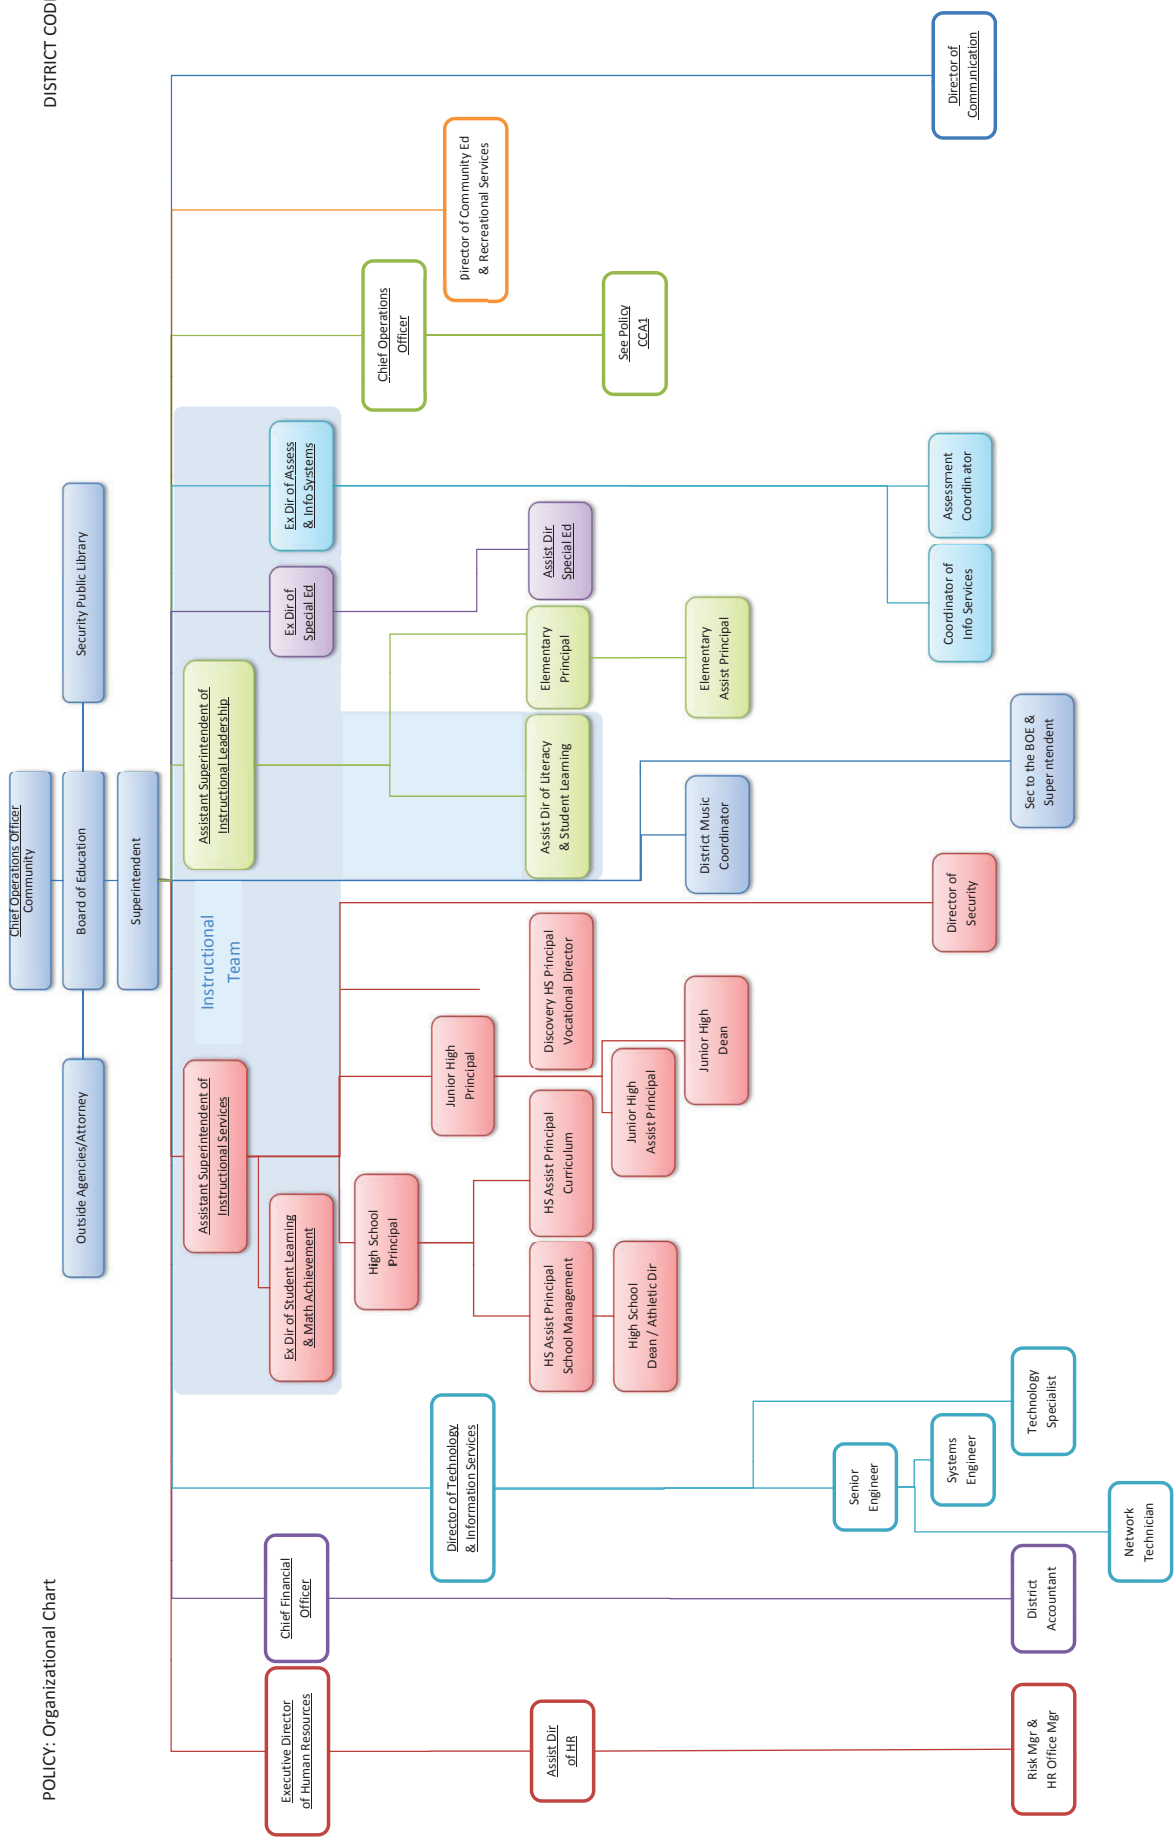 POLICY: Organizational Chart
DISTRICT COD
Chief Operations Officer
Community
Outside Agencies/Attorney
Board of Education
Security Public Library
Superintendent
Instructional
Team
Assistant Superintendent of
Instructional Services
Assistant Superintendent of
Instructional Leadership
Executive Director
of Human Resources
Chief Financial
Officer
Ex Dir of Student Learning
& Math Achievement
Ex Dir of
Special Ed
Ex Dir of Assess
& Info Systems
High School
Principal
Chief Operations
Officer
Director of Technology
& Information Services
Junior High
Principal
Director of Community Ed
& Recreational Services
Assist Dir
of HR
HS Assist Principal
School Management
HS Assist Principal
Curriculum
Discovery HS Principal
Vocational Director
Assist Dir of Literacy
& Student Learning
Elementary
Principal
Assist Dir
Special Ed
High School
Dean / Athletic Dir
Junior High
Assist Principal
See Policy
CCA1
Junior High
Dean
District Music
Coordinator
Elementary
Assist Principal
Senior
Engineer
Systems
Engineer
Director of
Security
Coordinator of
Info Services
Assessment
Coordinator
Director of
Communication
Risk Mgr &
HR Office Mgr
District
Accountant
Technology
Specialist
Sec to the BOE &
Super ntendent
Network
Technician